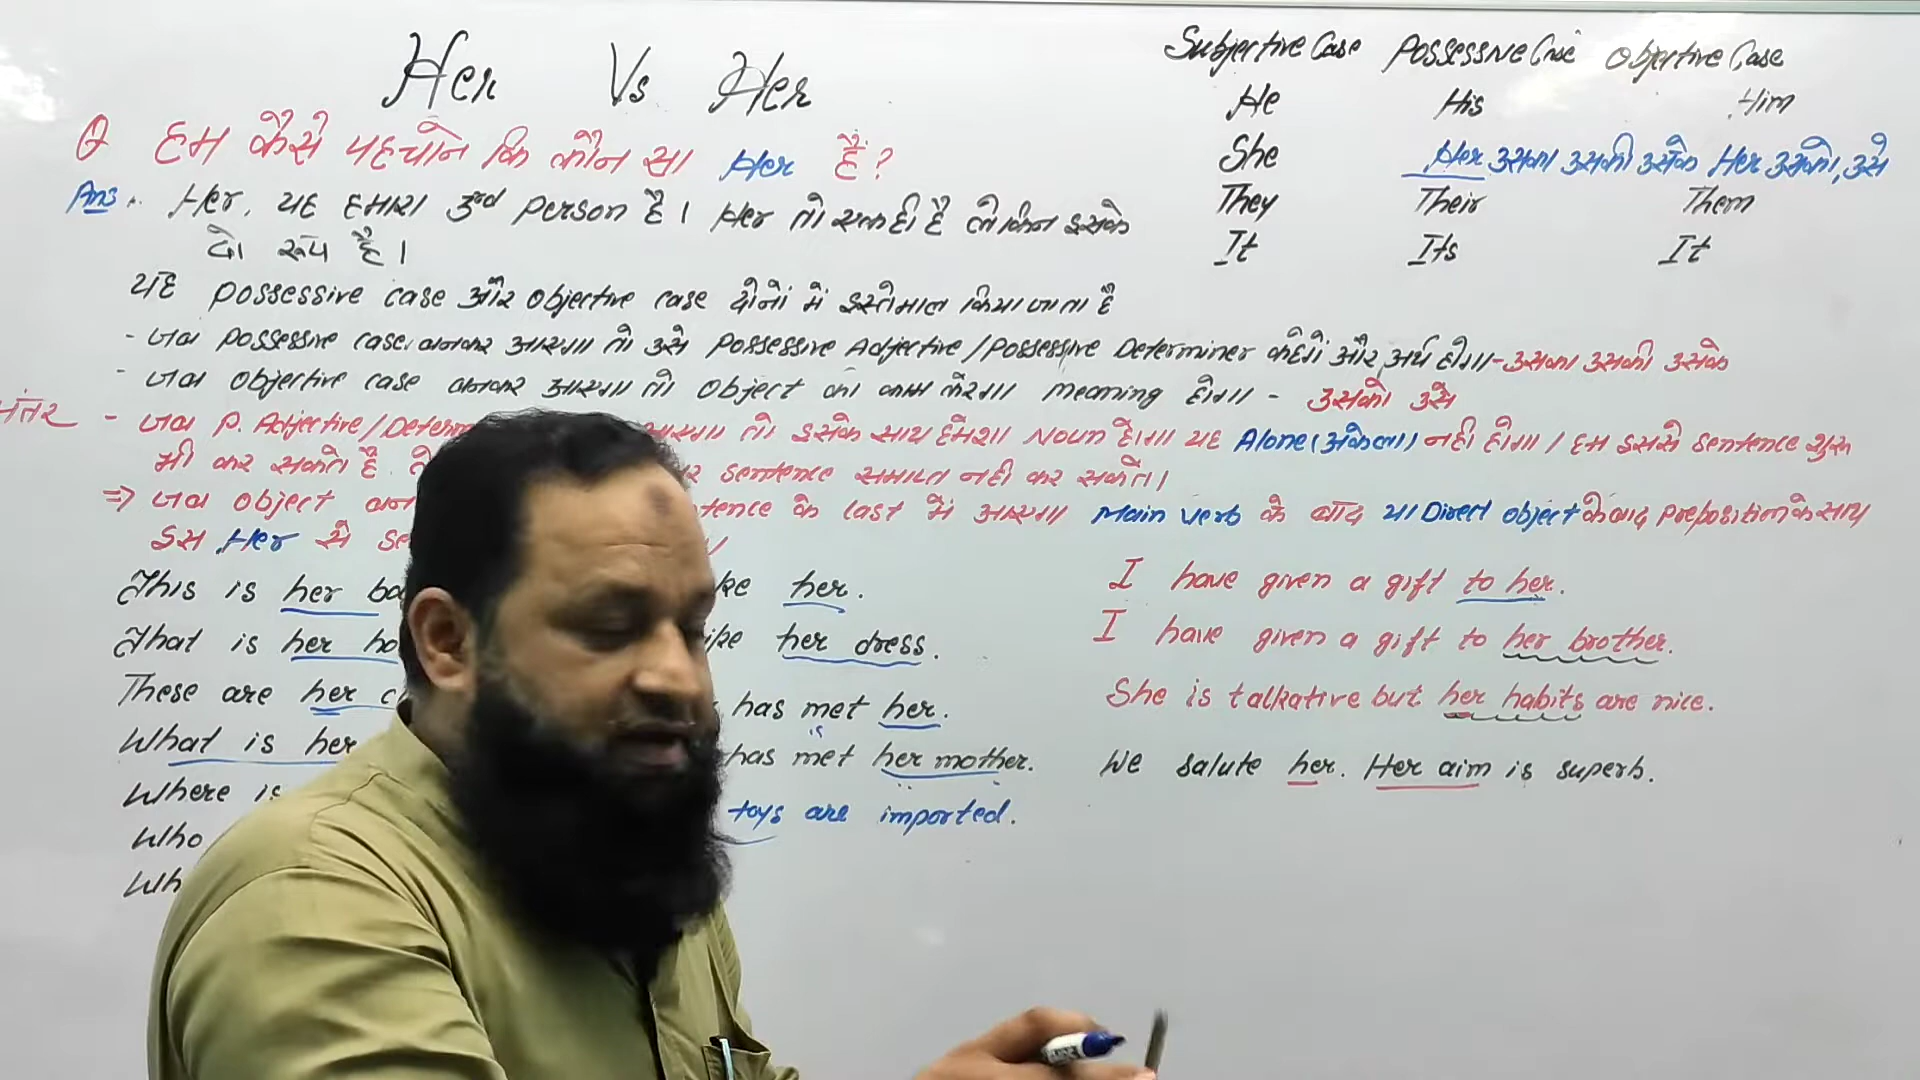 Her Vs Her
Subjective Case Possessive Case Objective Case
He His Him
She Her उसका उसकी उसके Her उसको, उसे
They Their Them
It Its It
Q हम कैसे पहचाने कि कौन सा Her है?
Ans :- Her, यह हमारा 3rd person है। Her तो एक ही है लेकिन इसके
दो रूप है।
यह possessive case और objective case दोनों में इस्तेमाल किया जाता है
- जब possessive case बनकर आएगा तो उसे Possessive Adjective/Possessive Determiner कहेंगे और अर्थ होगा - उसका उसकी उसके
- जब objective case बनकर आएगा तो object का काम करेगा meaning होगा - उसको उसे
- जब P. Adjective/Determ आएगा तो इसके साथ हमेशा Noun होगा यह Alone (अकेला) नहीं होगा / हम इससे sentence शुरू
भी कर सकते है. sentence समाप्त नहीं कर सकते।
⇒ जब object बन tence के last में आएगा Main verb के बाद या Direct object के बाद preposition के साथ
इस Her से se
This is her ba
That is her ho
These are her c
What is her
Where is
Who
Wh
ke her.
ike her dress.
has met her.
has met her mother.
toys are imported.
I have given a gift to her.
I have given a gift to her brother.
She is talkative but her habits are nice.
We salute her. Her aim is superb.